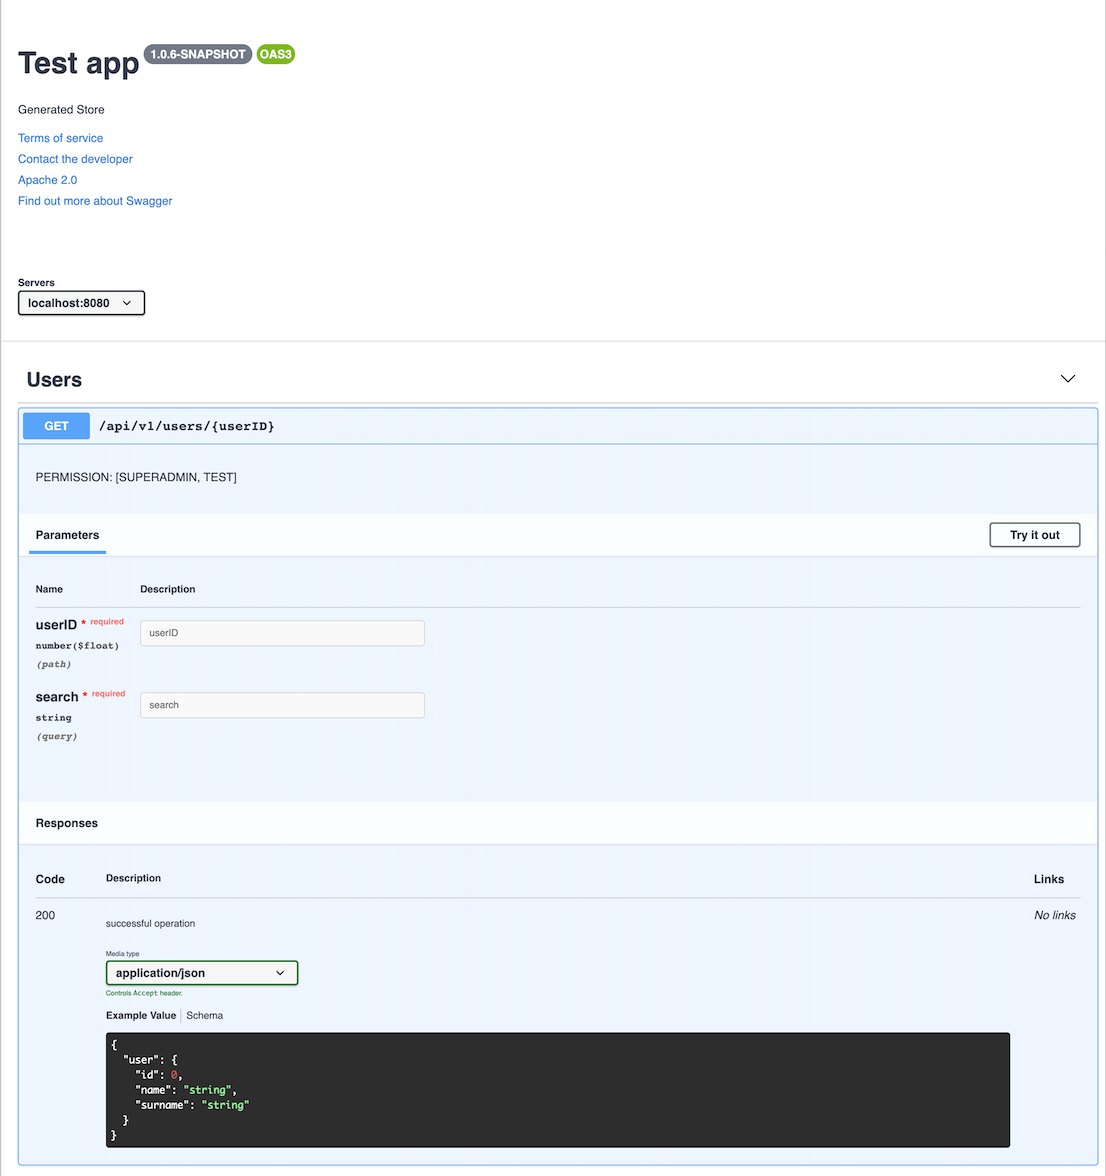 Test app 1.0.6-SNAPSHOT OAS3
Generated Store
Terms of service
Contact the developer
Apache 2.0
Find out more about Swagger
Servers
localhost:8080
Users
GET /api/v1/users/{userID}
PERMISSION: [SUPERADMIN, TEST]
Parameters Try it out
Name Description
userID * required
userID
number($float)
(path)
search * required
search
string
(query)
Responses
Code Description Links
200 No links
successful operation
Media type
application/json
Controls Accept header.
Example Value Schema
{
"user": {
"id": 0,
"name": "string",
"surname": "string"
}
}